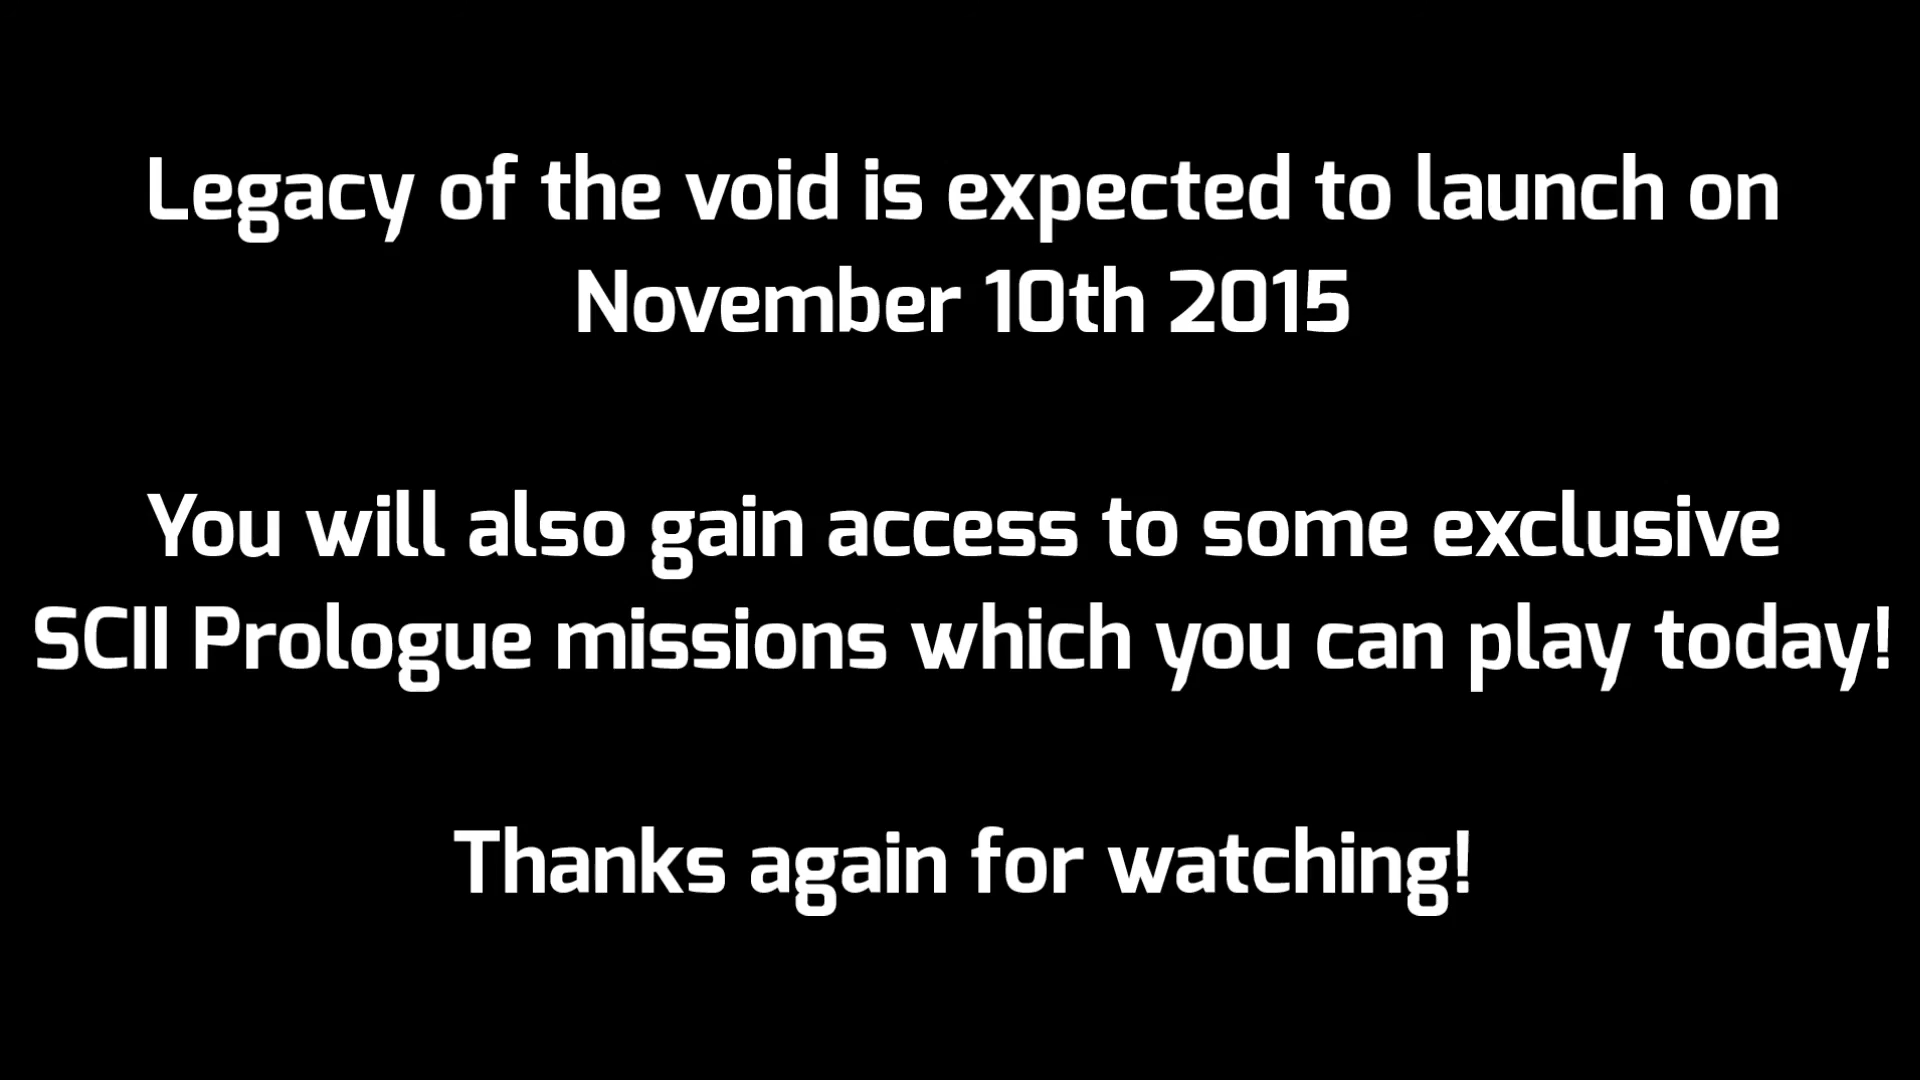 Legacy of the void is expected to launch on
November 10th 2015
You will also gain access to some exclusive
SCII Prologue missions which you can play today!
Thanks again for watching!